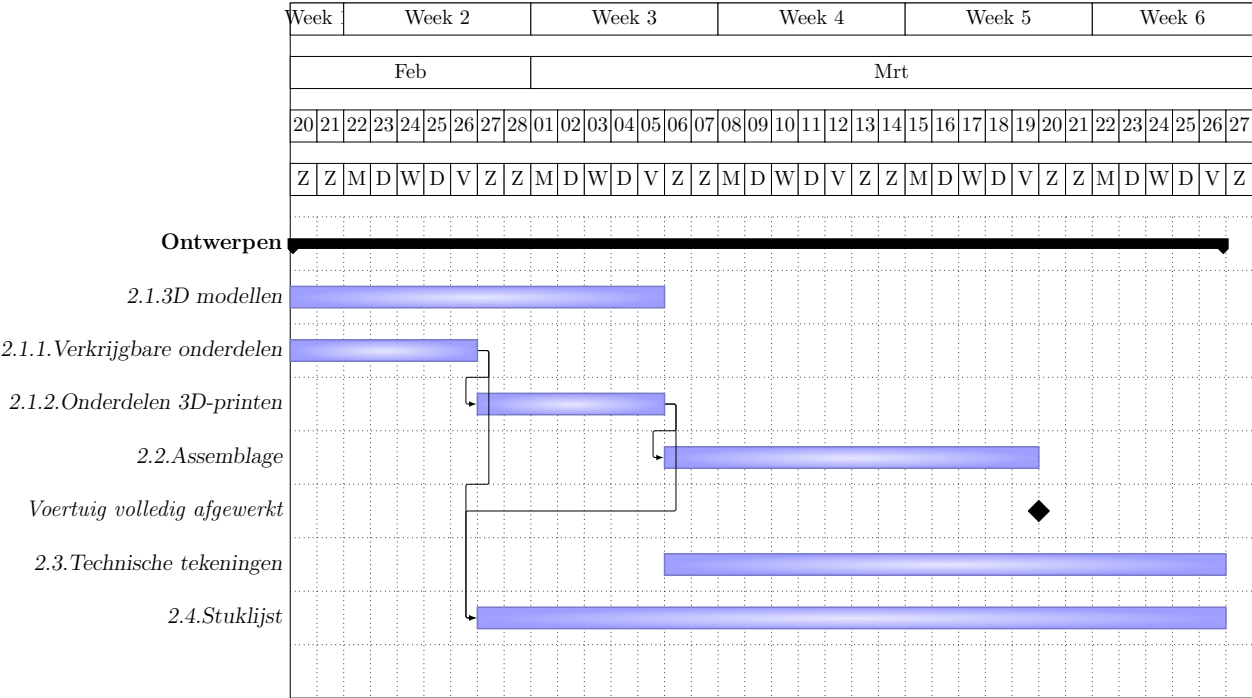 Week 1 Week 2 Week 3 Week 4 Week 5 Week 6
Feb Mrt
20 21 22 23 24 25 26 27 28 01 02 03 04 05 06 07 08 09 10 11 12 13 14 15 16 17 18 19 20 21 22 23 24 25 26 27
Z Z M D W D V Z Z M D W D V Z Z M D W D V Z Z M D W D V Z Z M D W D V Z
Ontwerpen
2.1.3D modellen
2.1.1.Verkrijgbare onderdelen
2.1.2.Onderdelen 3D-printen
2.2.Assemblage
Voertuig volledig afgewerkt
2.3.Technische tekeningen
2.4.Stuklijst